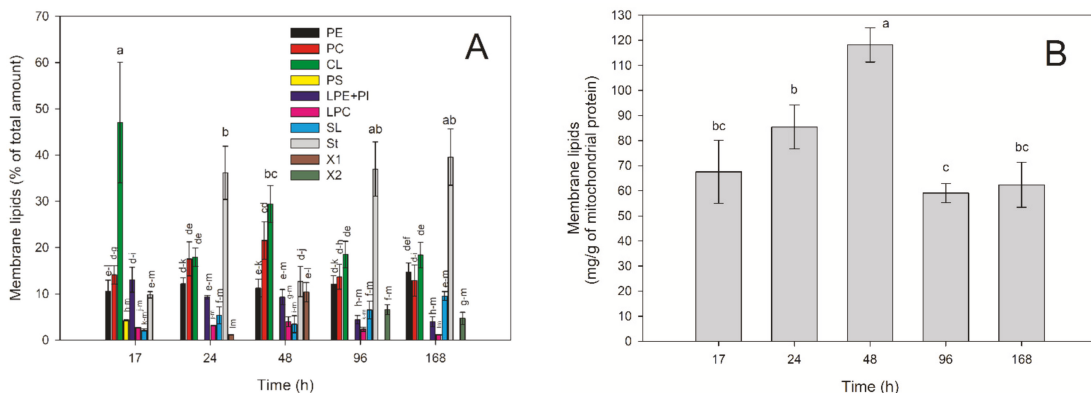 A
Membrane lipids (% of total amount)
70
60
50
40
30
20
10
0
PE
PC
CL
PS
LPE+PI
LPC
SL
St
X1
X2
a
b
bc
ab
ab
d-g
h-m
d-i
e-m
d-k
de
de
e-m
f-m
lm
e-k
cd
e-m
g-m
d-j
e-i
d-k
d-h
de
h-m
f-m
f-m
def
de
h-m
lm
e-m
g-m
17 24 48 96 168
Time (h)
B
Membrane lipids
(mg/g of mitochondrial protein)
130
120
110
100
90
80
70
60
50
40
30
20
10
0
bc
b
a
c
bc
17 24 48 96 168
Time (h)